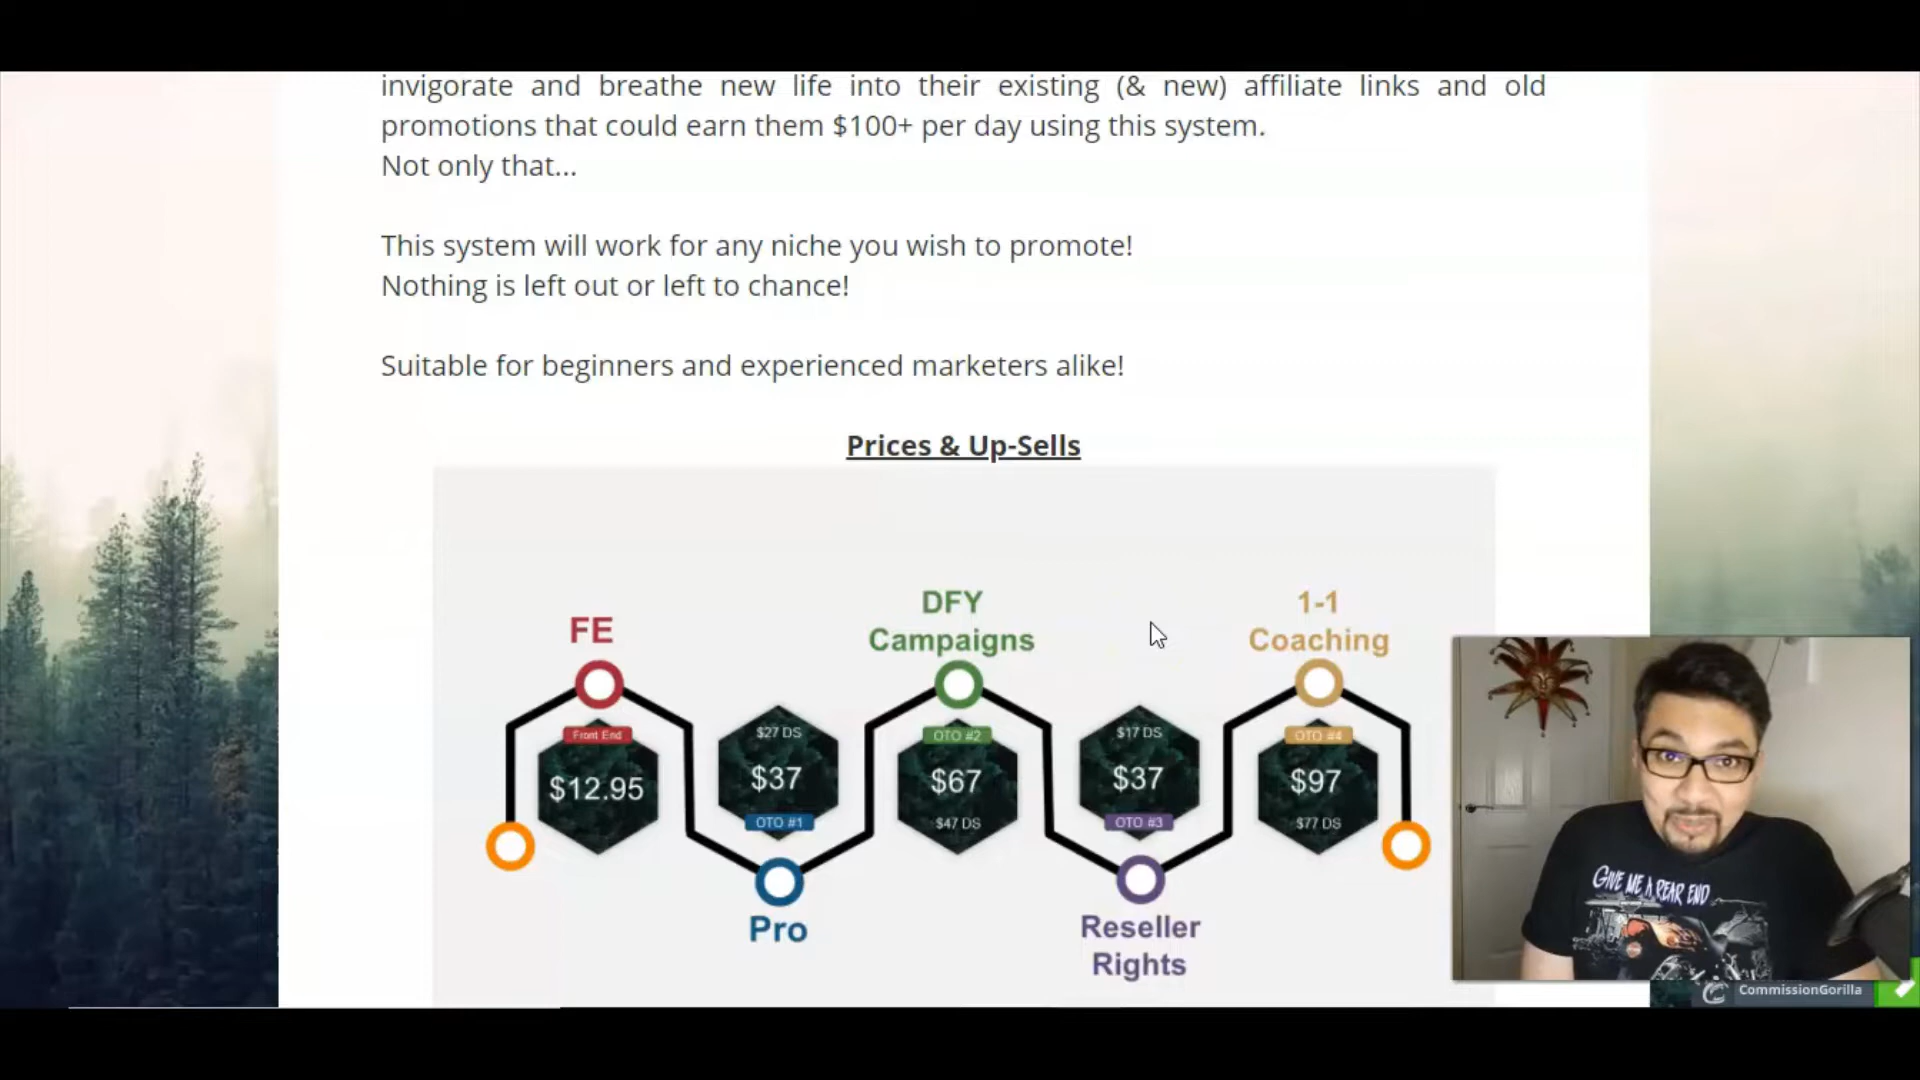 invigorate and breathe new life into their existing (& new) affiliate links and old
promotions that could earn them $100+ per day using this system.
Not only that...
This system will work for any niche you wish to promote!
Nothing is left out or left to chance!
Suitable for beginners and experienced marketers alike!
Prices & Up-Sells
FE
Front End
$12.95
$27 DS
$37
OTO #1
Pro
DFY
Campaigns
OTO #2
$67
$47 DS
$17 DS
$37
OTO #3
Reseller
Rights
1-1
Coaching
OTO #4
$97
$77 DS
GIVE ME A REAR END
CommissionGorilla